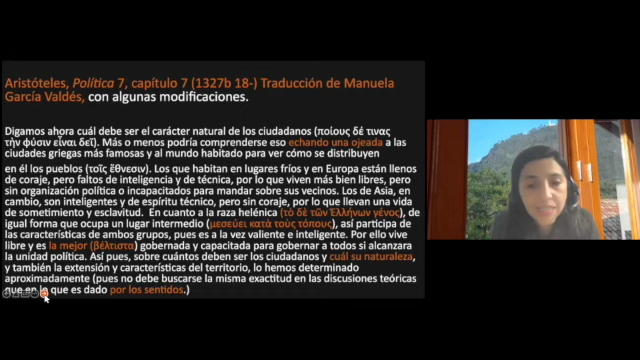 Aristóteles, Política 7, capítulo 7 (1327b 18-) Traducción de Manuela
García Valdés, con algunas modificaciones.
Digamos ahora cuál debe ser el carácter natural de los ciudadanos (ποίους δέ τινας
τὴν φύσιν εἶναι δεῖ). Más o menos podría comprenderse eso echando una ojeada a las
ciudades griegas más famosas y al mundo habitado para ver cómo se distribuyen
en él los pueblos (τοῖς ἔθνεσιν). Los que habitan en lugares fríos y en Europa están llenos
de coraje, pero faltos de inteligencia y de técnica, por lo que viven más bien libres, pero
sin organización política o incapacitados para mandar sobre sus vecinos. Los de Asia, en
cambio, son inteligentes y de espíritu técnico, pero sin coraje, por lo que llevan una vida
de sometimiento y esclavitud. En cuanto a la raza helénica (τὸ δὲ τῶν Ἑλλήνων γένος), de
igual forma que ocupa un lugar intermedio (μεσεύει κατὰ τοὺς τόπους), así participa de
las características de ambos grupos, pues es a la vez valiente e inteligente. Por ello vive
libre y es la mejor (βέλτιστα) gobernada y capacitada para gobernar a todos si alcanzara
la unidad política. Así pues, sobre cuántos deben ser los ciudadanos y cuál su naturaleza,
y también la extensión y características del territorio, lo hemos determinado
aproximadamente (pues no debe buscarse la misma exactitud en las discusiones teóricas
que en lo que es dado por los sentidos.)